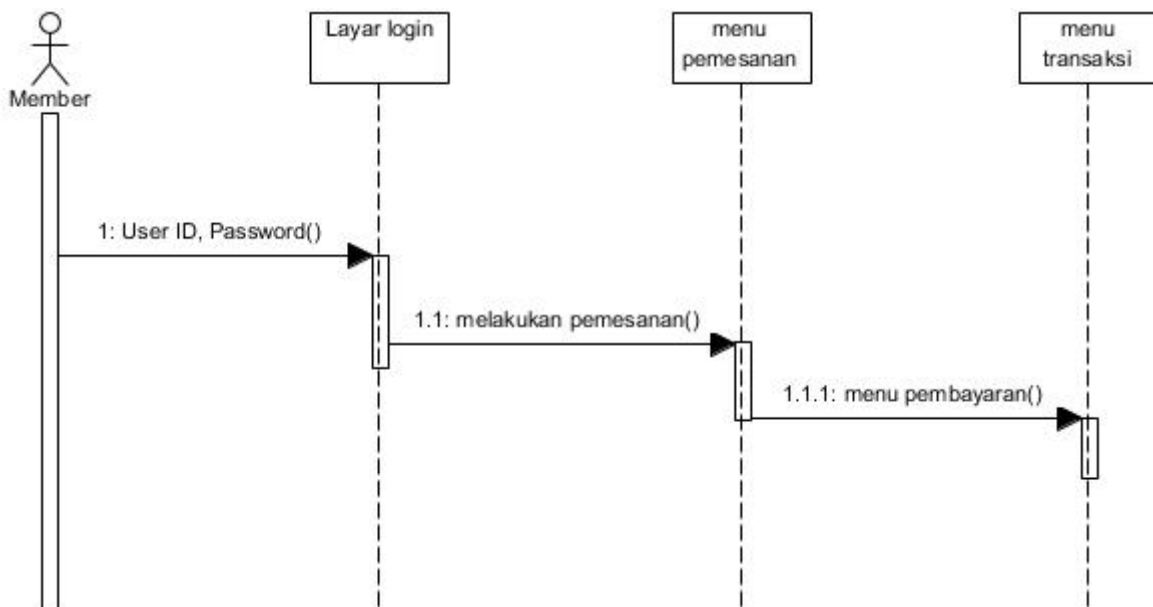 Member
Layar login
menu
pemesanan
menu
transaksi
1: User ID, Password()
1.1: melakukan pemesanan()
1.1.1: menu pembayaran()